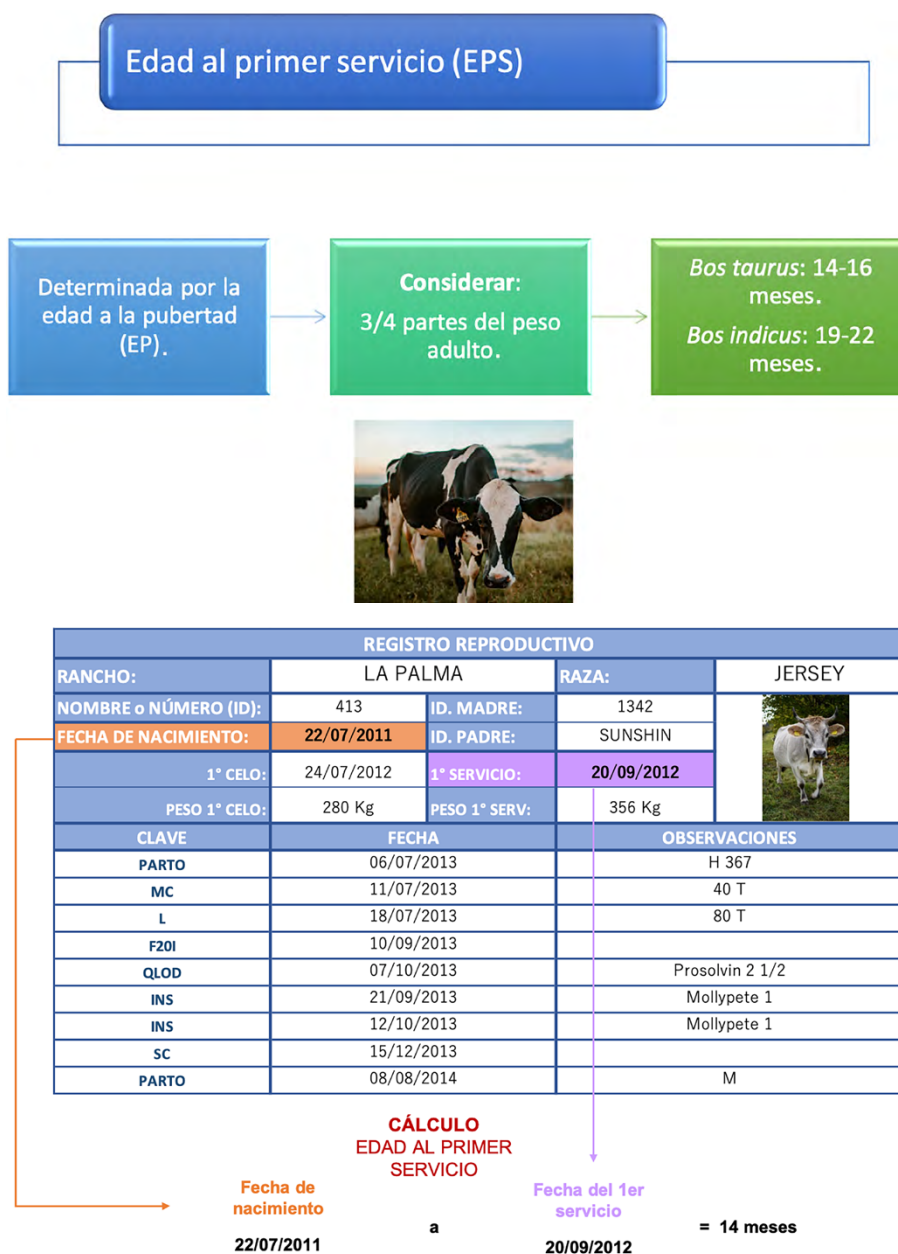 Edad al primer servicio (EPS)
Determinada por la
edad a la pubertad
(EP).
Considerar:
3/4 partes del peso
adulto.
Bos taurus: 14-16
meses.
Bos indicus: 19-22
meses.
REGISTRO REPRODUCTIVO
RANCHO: LA PALMA RAZA: JERSEY
NOMBRE o NÚMERO (ID): 413 ID. MADRE: 1342
FECHA DE NACIMIENTO: 22/07/2011 ID. PADRE: SUNSHIN
1° CELO: 24/07/2012 1° SERVICIO: 20/09/2012
PESO 1° CELO: 280 Kg PESO 1° SERV: 356 Kg
CLAVE FECHA OBSERVACIONES
PARTO 06/07/2013 H 367
MC 11/07/2013 40 T
L 18/07/2013 80 T
F20I 10/09/2013
QLOD 07/10/2013 Prosolvin 2 1/2
INS 21/09/2013 Mollypete 1
INS 12/10/2013 Mollypete 1
SC 15/12/2013
PARTO 08/08/2014 M
CÁLCULO
EDAD AL PRIMER
SERVICIO
Fecha de
nacimiento
22/07/2011
a
Fecha del 1er
servicio
20/09/2012
= 14 meses